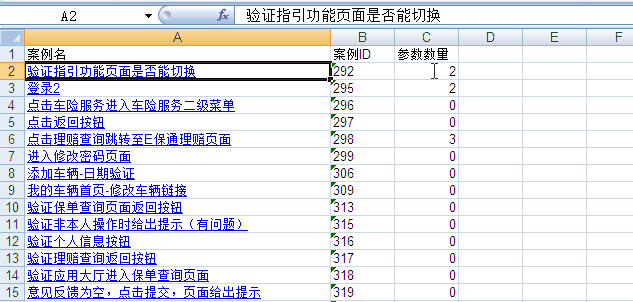 A2 fx 验证指引功能页面是否能切换
A B C D E F
1 案例名 案例ID 参数数量
2 验证指引功能页面是否能切换 292 2
3 登录2 295 2
4 点击车险服务进入车险服务二级菜单 296 0
5 点击返回按钮 297 0
6 点击理赔查询跳转至E保通理赔页面 298 3
7 进入修改密码页面 299 0
8 添加车辆-日期验证 306 0
9 我的车辆首页-修改车辆链接 309 0
10 验证保单查询页面返回按钮 313 0
11 验证非本人操作时给出提示（有问题） 315 0
12 验证个人信息按钮 316 0
13 验证理赔查询返回按钮 317 0
14 验证应用大厅进入保单查询页面 318 0
15 意见反馈为空，点击提交，页面给出提示 319 0